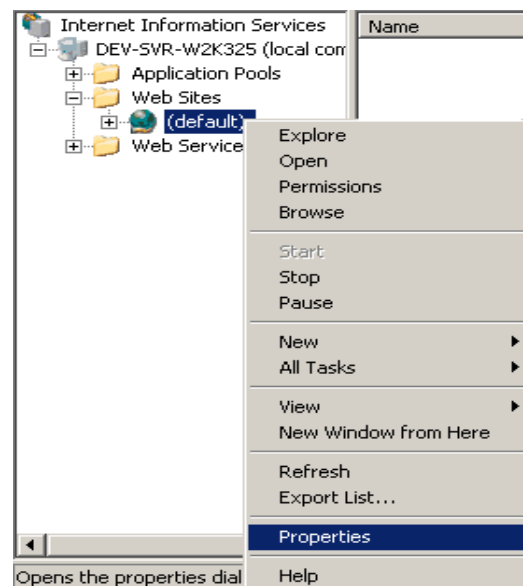 Internet Information Services
Name
DEV-SVR-W2K325 (local com
Application Pools
Web Sites
(default)
Web Service
Explore
Open
Permissions
Browse
Start
Stop
Pause
New
All Tasks
View
New Window from Here
Refresh
Export List...
Properties
Help
Opens the properties dial